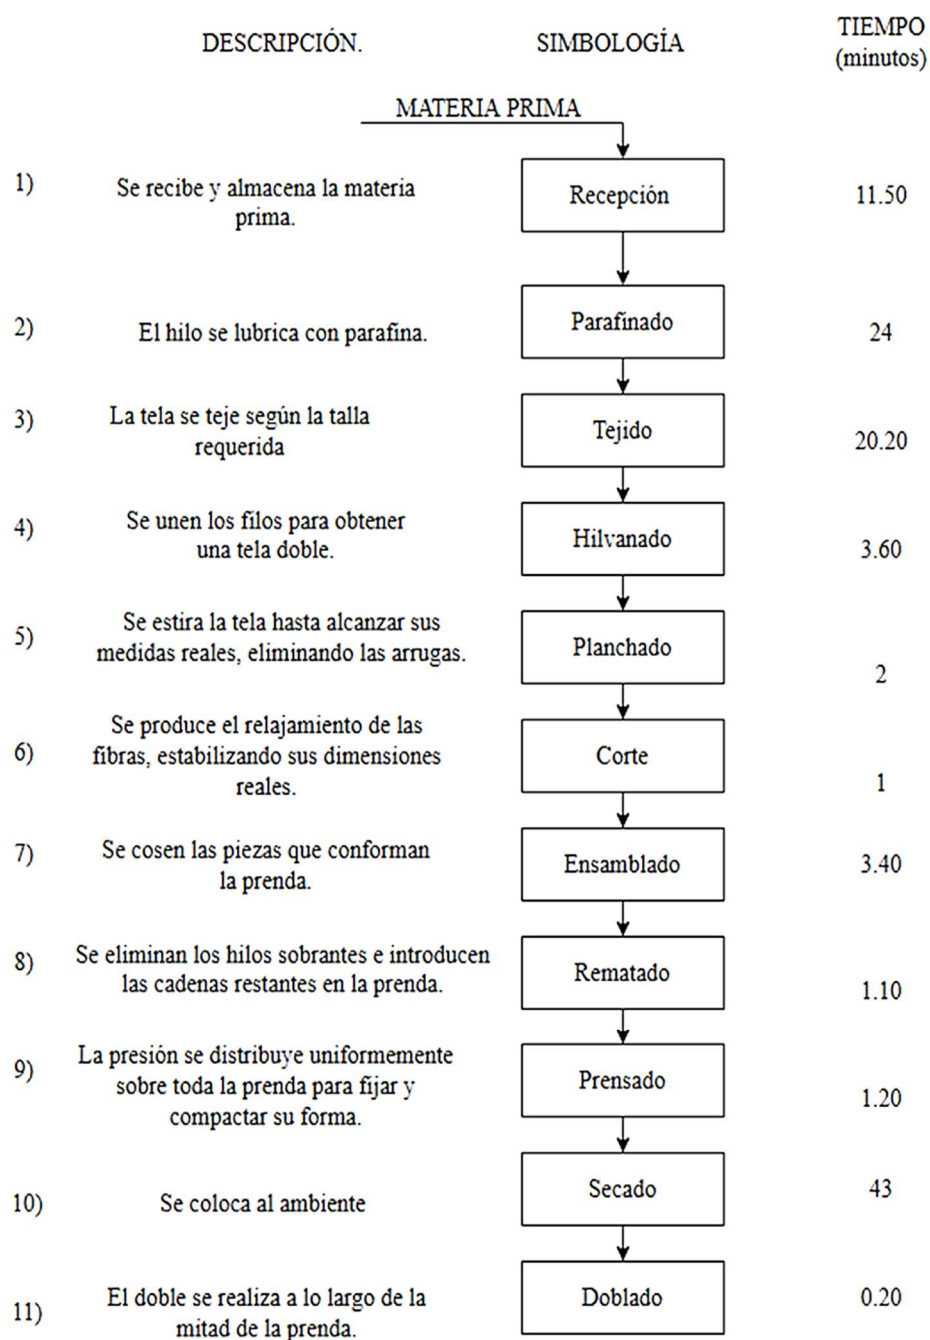 DESCRIPCIÓN. SIMBOLOGÍA TIEMPO
(minutos)
MATERIA PRIMA
1) Se recibe y almacena la materia
prima.
Recepción 11.50
2) El hilo se lubrica con parafina. Parafínado 24
3) La tela se teje según la talla
requerida
Tejido 20.20
4) Se unen los filos para obtener
una tela doble.
Hilvanado 3.60
5) Se estira la tela hasta alcanzar sus
medidas reales, eliminando las arrugas.
Planchado 2
6) Se produce el relajamiento de las
fibras, estabilizando sus dimensiones
reales.
Corte 1
7) Se cosen las piezas que conforman
la prenda.
Ensamblado 3.40
8) Se eliminan los hilos sobrantes e introducen
las cadenas restantes en la prenda.
Rematado 1.10
9) La presión se distribuye uniformemente
sobre toda la prenda para fijar y
compactar su forma.
Prensado 1.20
10) Se coloca al ambiente Secado 43
11) El doble se realiza a lo largo de la
mitad de la prenda.
Doblado 0.20